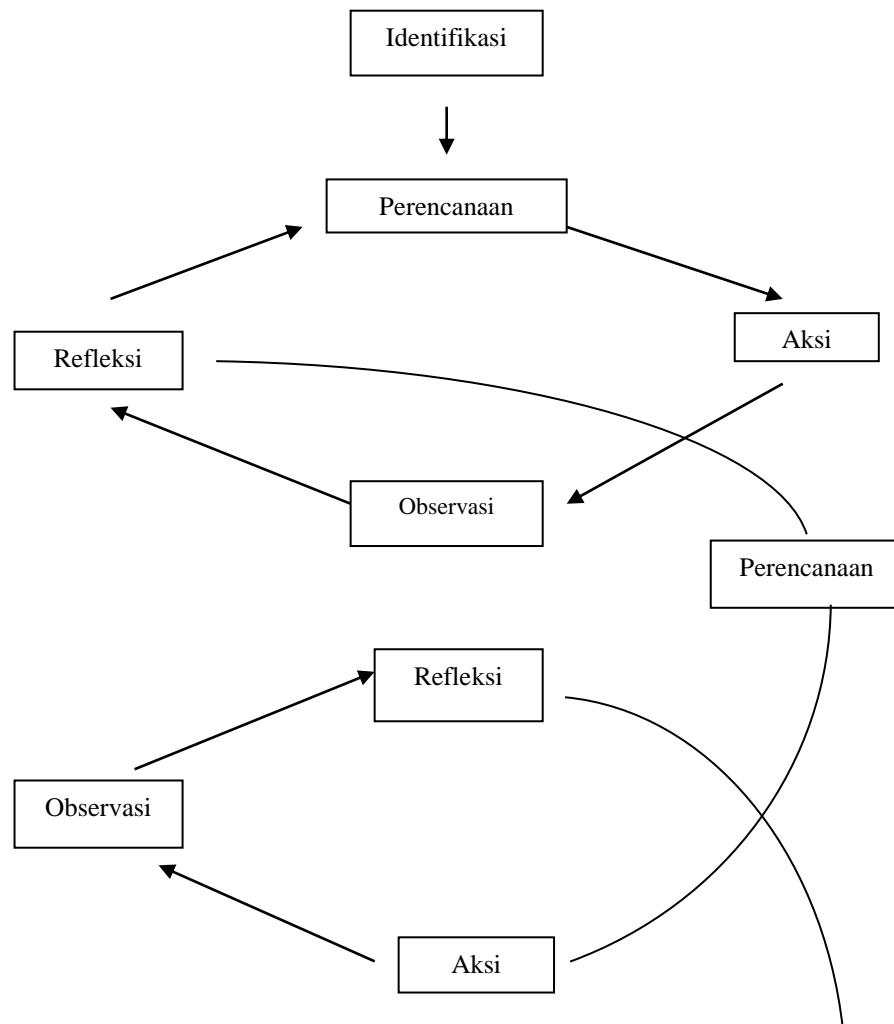 Identifikasi
Perencanaan
Refleksi
Aksi
Observasi
Perencanaan
Refleksi
Observasi
Aksi